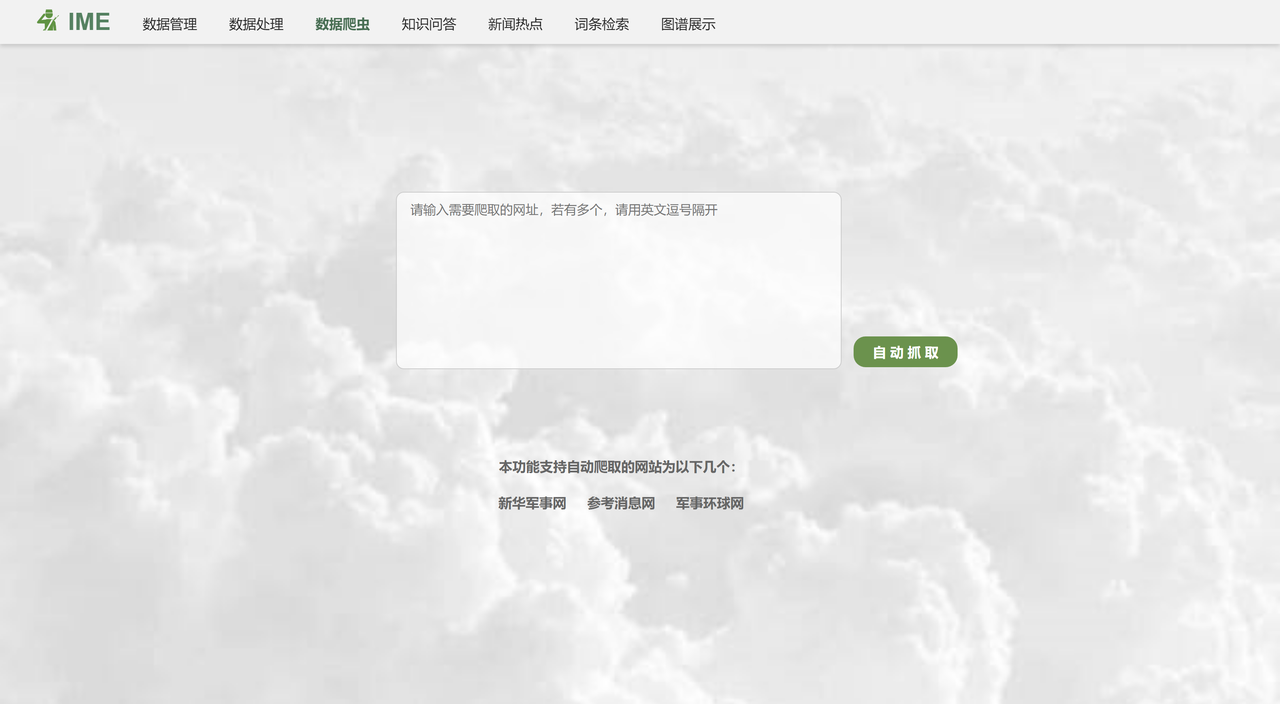 IME 数据管理 数据处理 数据爬虫 知识问答 新闻热点 词条检索 图谱展示
请输入需要爬取的网址，若有多个，请用英文逗号隔开
自动抓取
本功能支持自动爬取的网站为以下几个：
新华军事网 参考消息网 军事环球网